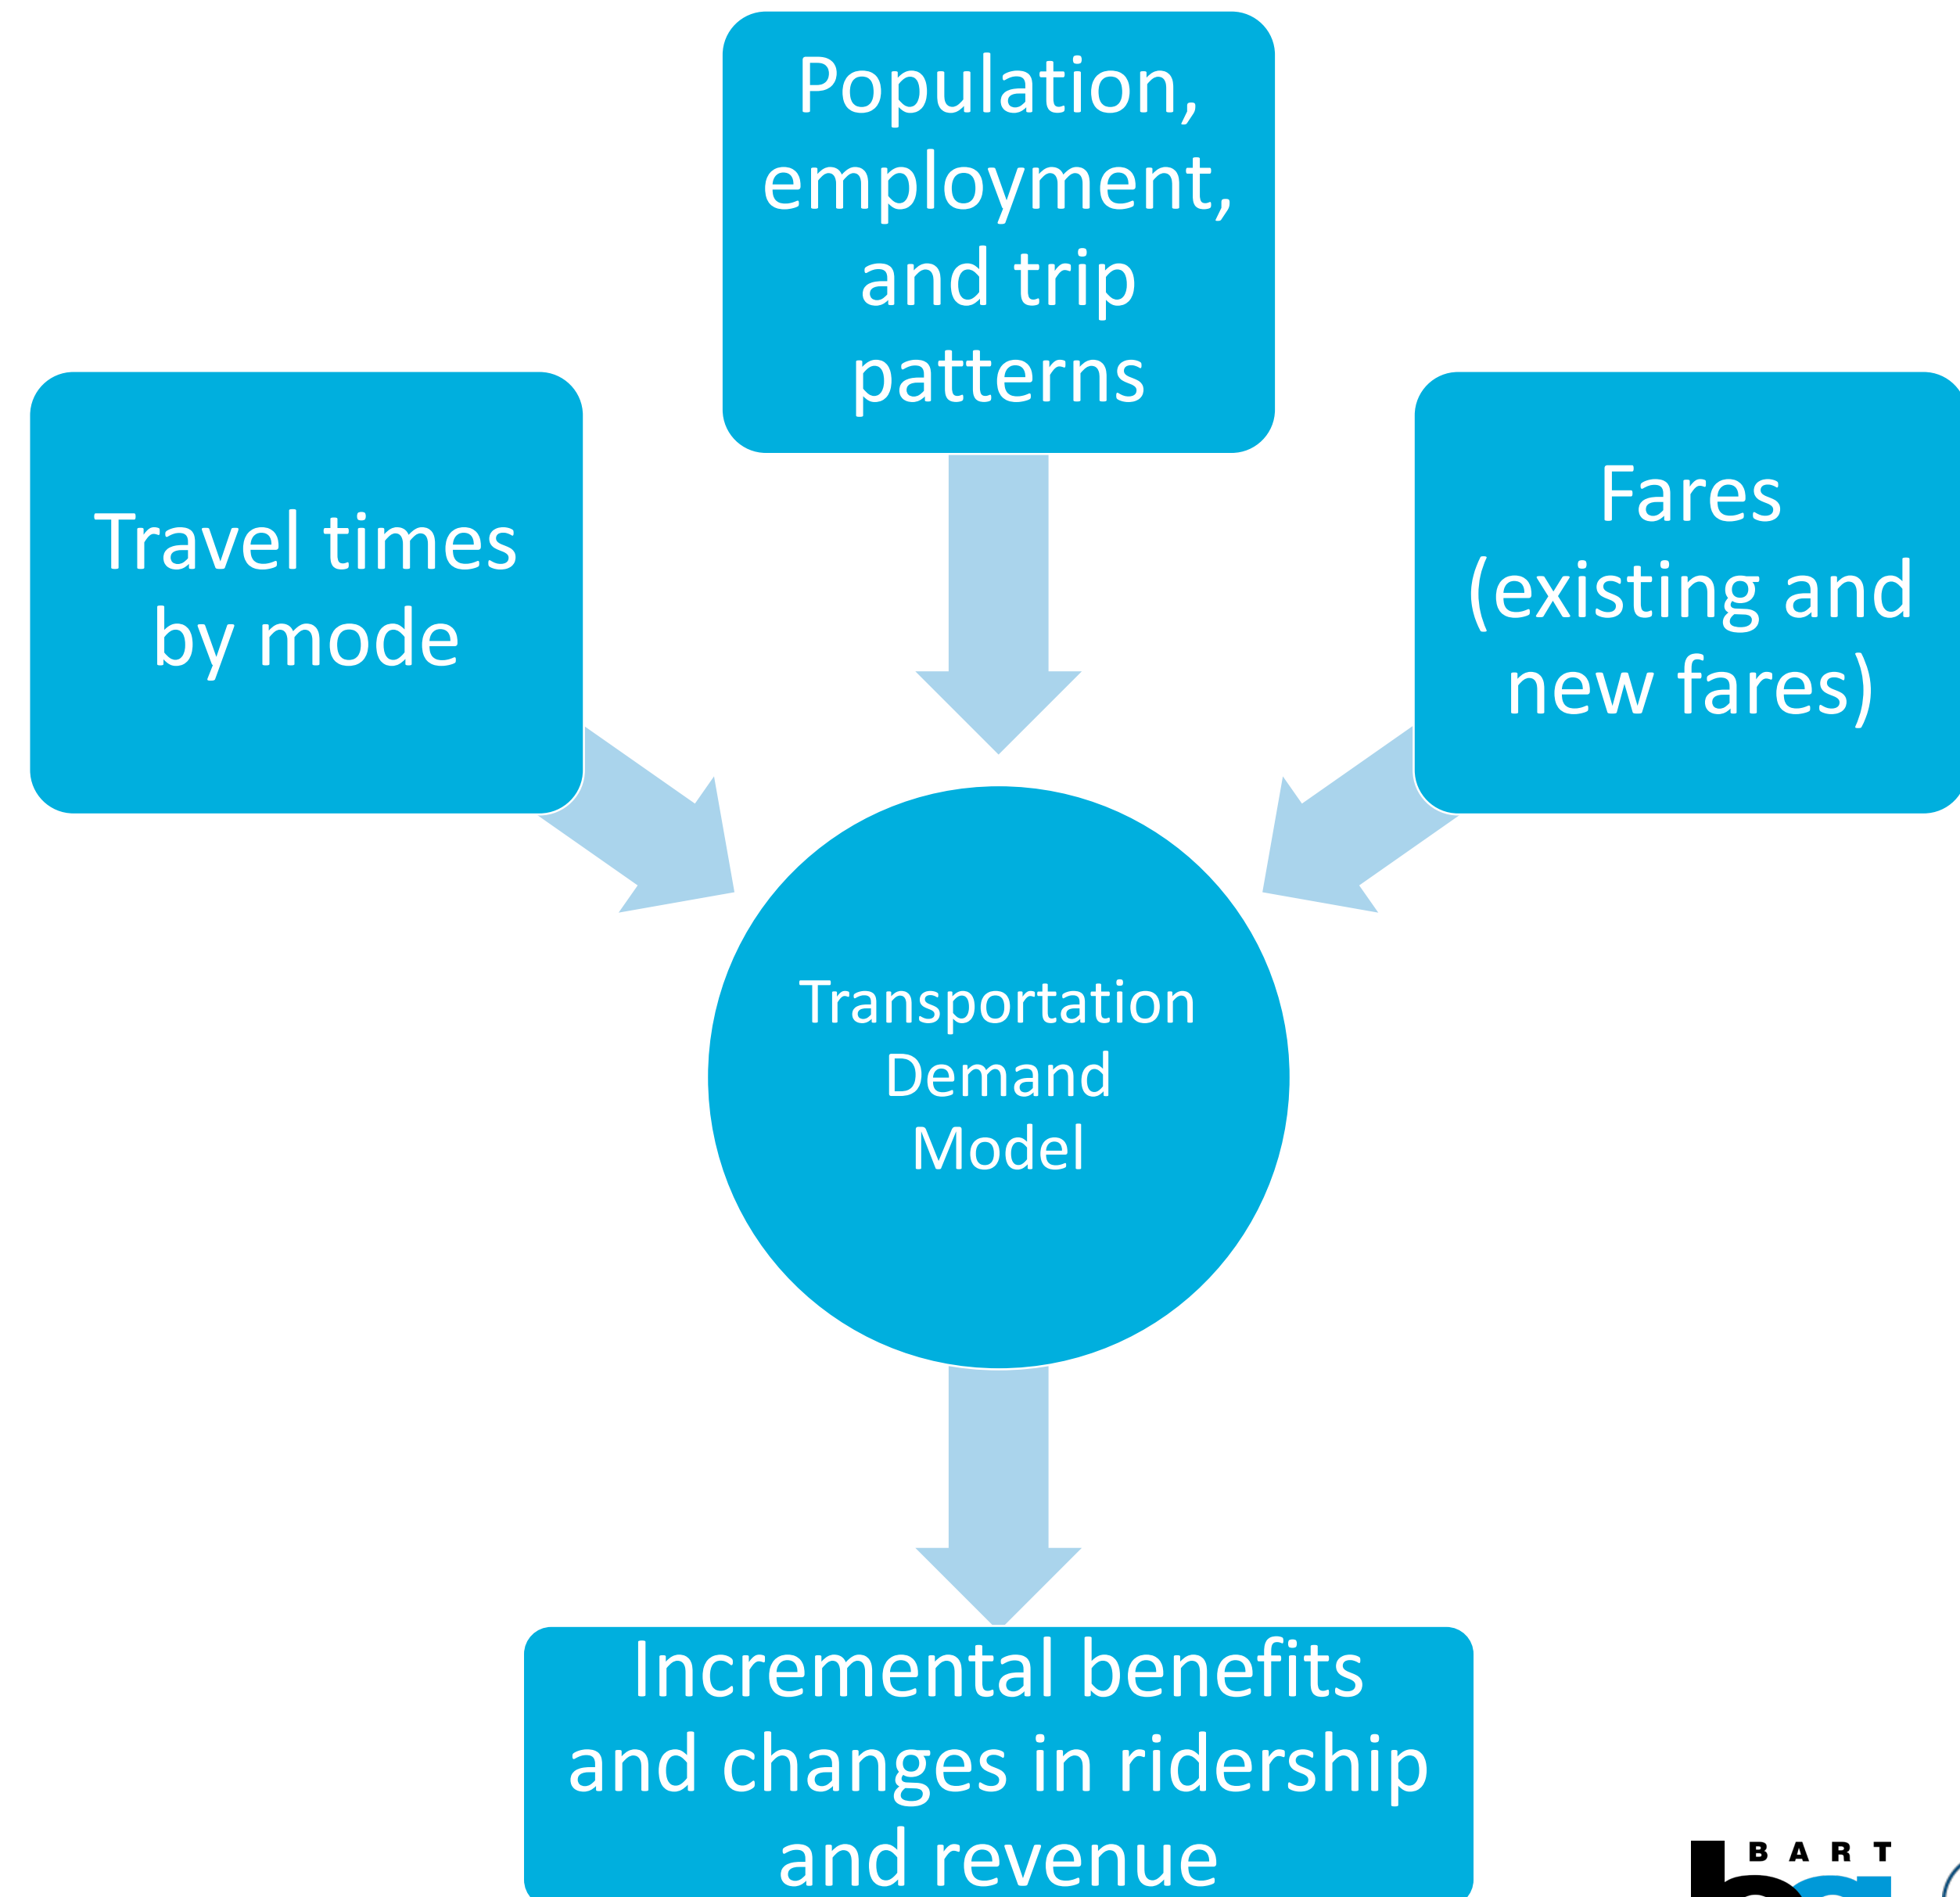 Population,
employment,
and trip
patterns
Travel times
by mode
Fares
(existing and
new fares)
Transportation
Demand
Model
Incremental benefits
and changes in ridership
and revenue
BART